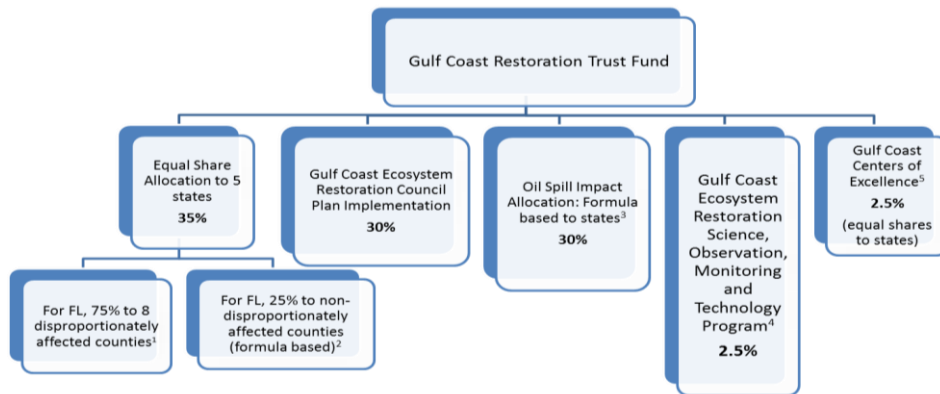 Gulf Coast Restoration Trust Fund
Equal Share
Allocation to 5
states
35%
Gulf Coast Ecosystem
Restoration Council
Plan Implementation
30%
Oil Spill Impact
Allocation: Formula
based to states³
30%
Gulf Coast
Ecosystem
Restoration
Science,
Observation,
Monitoring
and
Technology
Program⁴
2.5%
Gulf Coast
Centers of
Excellence⁵
2.5%
(equal shares
to states)
For FL, 75% to 8
disproportionately
affected counties¹
For FL, 25% to non-
disproportionately
affected counties
(formula based)²